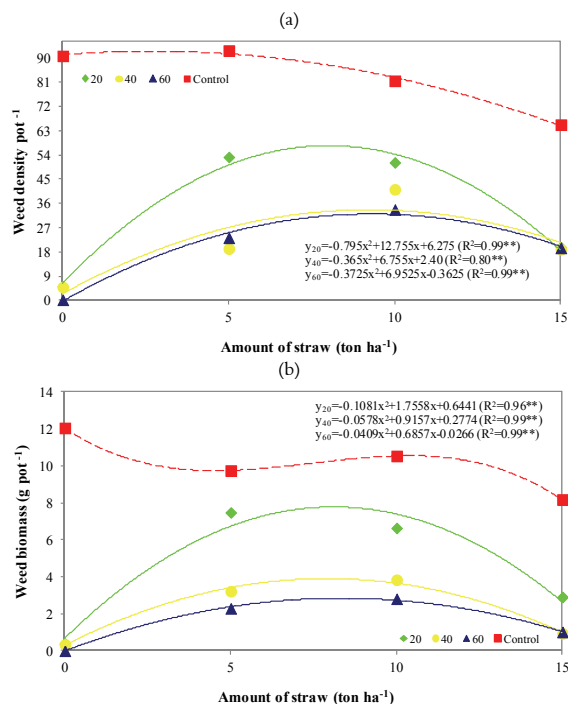 (a)
Weed density pot⁻¹
90
81
72
63
54
45
36
27
18
9
0
20 40 60 Control
y₂₀=-0.795x²+12.755x+6.275 (R²=0.99**)
y₄₀=-0.365x²+6.755x+2.40 (R²=0.80**)
y₆₀=-0.3725x²+6.9525x-0.3625 (R²=0.99**)
0 5 10 15
Amount of straw (ton ha⁻¹)
(b)
Weed biomass (g pot⁻¹)
14
12
10
8
6
4
2
0
y₂₀=-0.1081x²+1.7558x+0.6441 (R²=0.96**)
y₄₀=-0.0578x²+0.9157x+0.2774 (R²=0.99**)
y₆₀=-0.0409x²+0.6857x-0.0266 (R²=0.99**)
20 40 60 Control
0 5 10 15
Amount of straw (ton ha⁻¹)